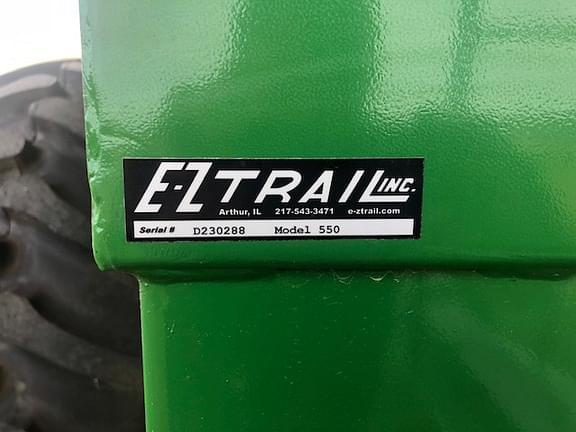 E-Z TRAIL INC.
Arthur, IL 217-543-3471 e-ztrail.com
Serial # D230288 Model 550